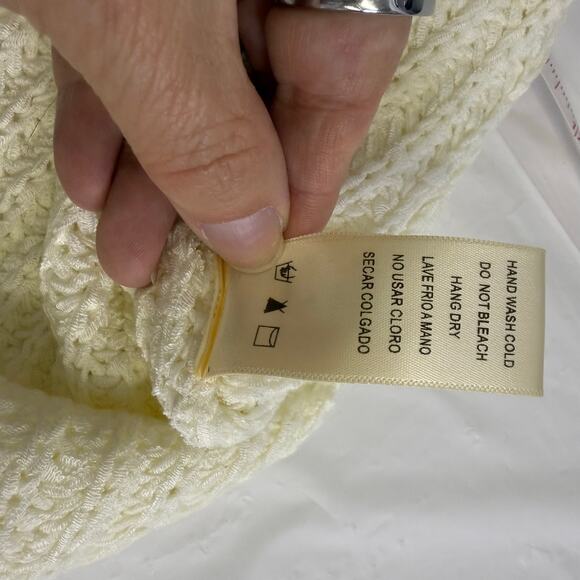 HAND WASH COLD
DO NOT BLEACH
HANG DRY
LAVE FRIO A MANO
NO USAR CLORO
SECAR COLGADO